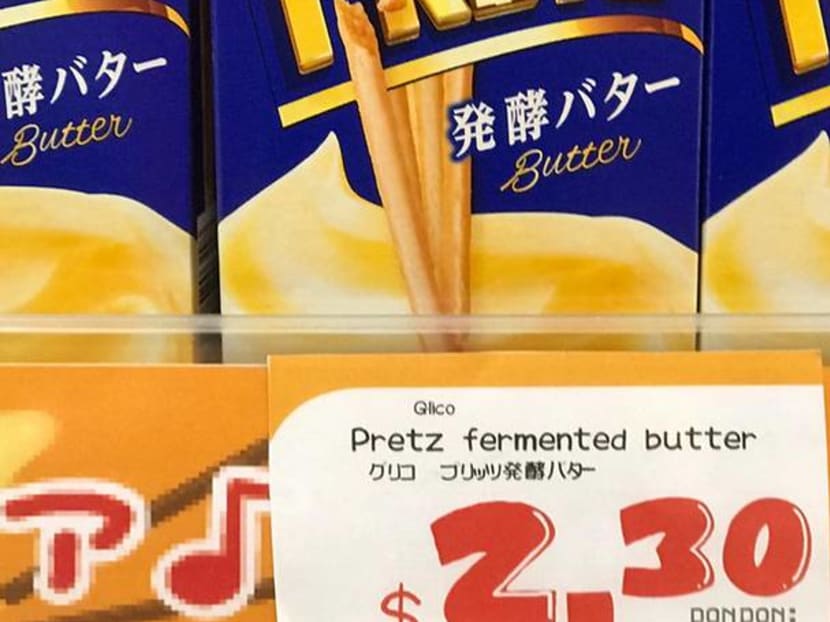 酵バター
Butter
発酵バター
Butter
Glico
Pretz fermented butter
グリコ プリッツ発酵バター
ア♪
$2.30
DONDON: